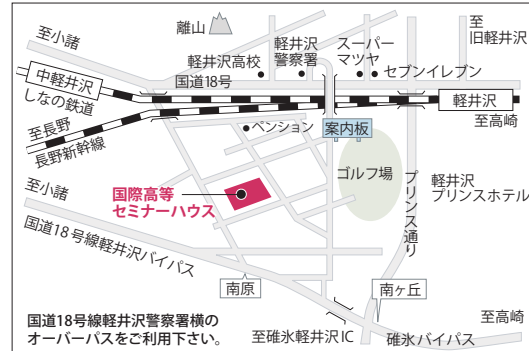 離山
至
旧軽井沢
至小諸
軽井沢高校
軽井沢
警察署
スーパー
マツヤ
国道18号
セブンイレブン
中軽井沢
しなの鉄道
軽井沢
至高崎
至長野
長野新幹線
ペンション
案内板
至小諸
国際高等
セミナーハウス
ゴルフ場
プリンス通り
軽井沢
プリンスホテル
国道18号線軽井沢バイパス
南原
南ヶ丘
国道18号線軽井沢警察署横の
オーバーパスをご利用下さい。
至碓氷軽井沢IC
碓氷バイパス
至高崎